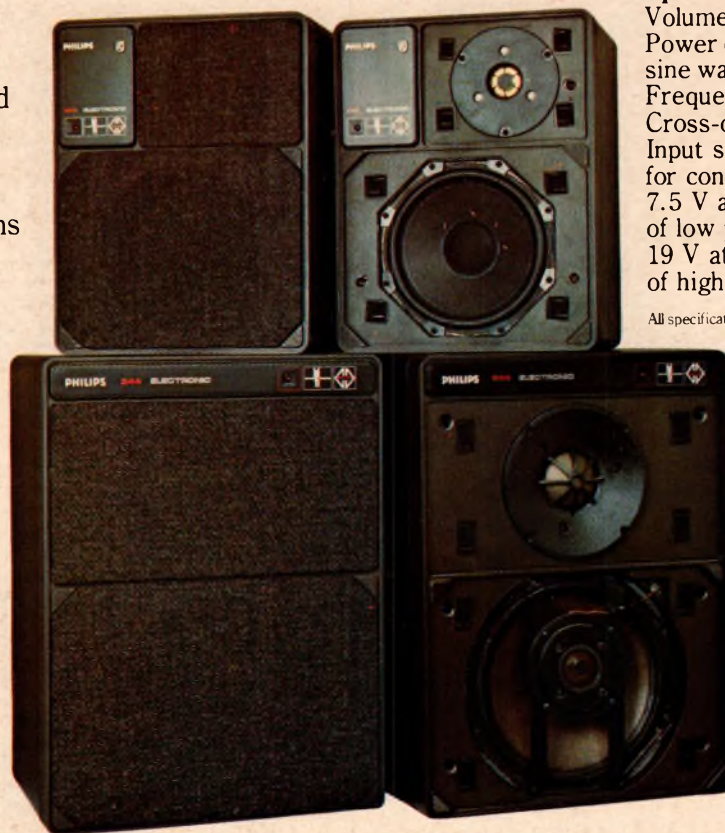 d
ns
PHILIPS
ELECTRONIC
PHILIPS
ELECTRONIC
PHILIPS 544 ELECTRONIC
PHILIPS 544 ELECTRONIC
Volume
Power
sine wa
Freque
Cross-
Input s
for con
7.5 V a
of low
19 V at
of high
All specificat